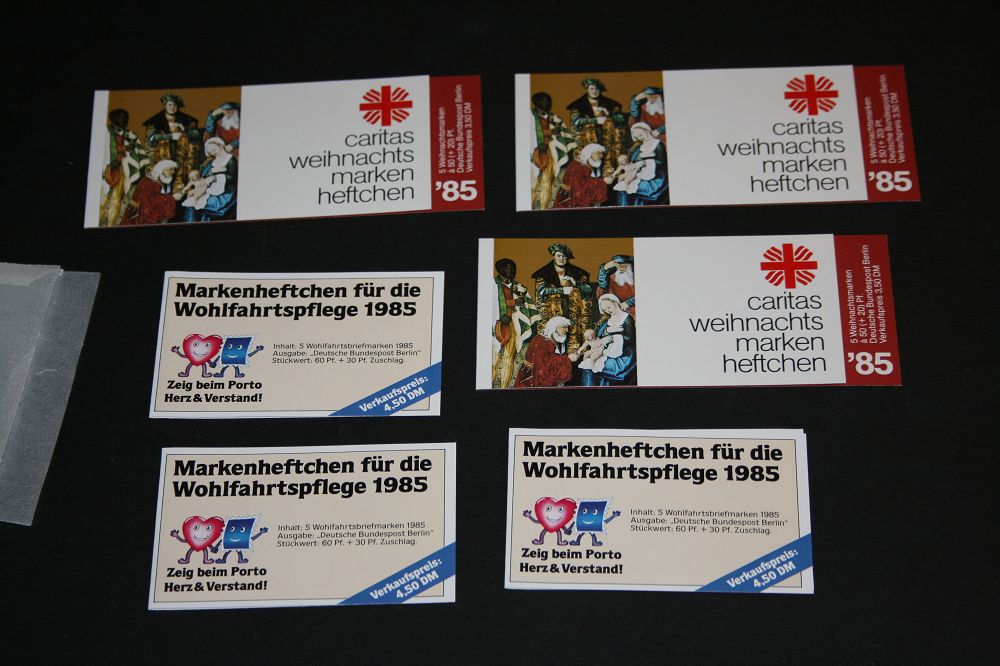 caritas
weihnachts
marken
heftchen
5 Weihnachtsmarken
à 50 (+ 20) Pf.
Deutsche Bundespost Berlin
Verkaufspreis 3,50 DM
'85
caritas
weihnachts
marken
heftchen
5 Weihnachtsmarken
à 50 (+ 20) Pf.
Deutsche Bundespost Berlin
Verkaufspreis 3,50 DM
'85
caritas
weihnachts
marken
heftchen
5 Weihnachtsmarken
à 50 (+ 20) Pf.
Deutsche Bundespost Berlin
Verkaufspreis 3,50 DM
'85
Markenheftchen für die
Wohlfahrtspflege 1985
Inhalt: 5 Wohlfahrtsbriefmarken 1985
Ausgabe: „Deutsche Bundespost Berlin“
Stückwert: 60 Pf. + 30 Pf. Zuschlag.
Zeig beim Porto
Herz & Verstand!
Verkaufspreis:
4,50 DM
Markenheftchen für die
Wohlfahrtspflege 1985
Inhalt: 5 Wohlfahrtsbriefmarken 1985
Ausgabe: „Deutsche Bundespost Berlin“
Stückwert: 60 Pf. + 30 Pf. Zuschlag.
Zeig beim Porto
Herz & Verstand!
Verkaufspreis:
4,50 DM
Markenheftchen für die
Wohlfahrtspflege 1985
Inhalt: 5 Wohlfahrtsbriefmarken 1985
Ausgabe: „Deutsche Bundespost Berlin“
Stückwert: 60 Pf. + 30 Pf. Zuschlag.
Zeig beim Porto
Herz & Verstand!
Verkaufspreis:
4,50 DM